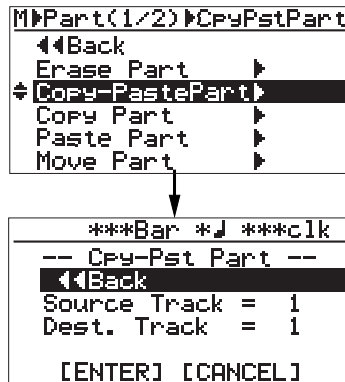 M▶Part(1/2)▶CpyPstPart
◀◀Back
Erase Part ▶
Copy-PastePart▶
Copy Part ▶
Paste Part ▶
Move Part ▶
***Bar *♩ ***clk
-- Cpy-Pst Part --
◀◀Back
Source Track = 1
Dest. Track = 1
[ENTER] [CANCEL]